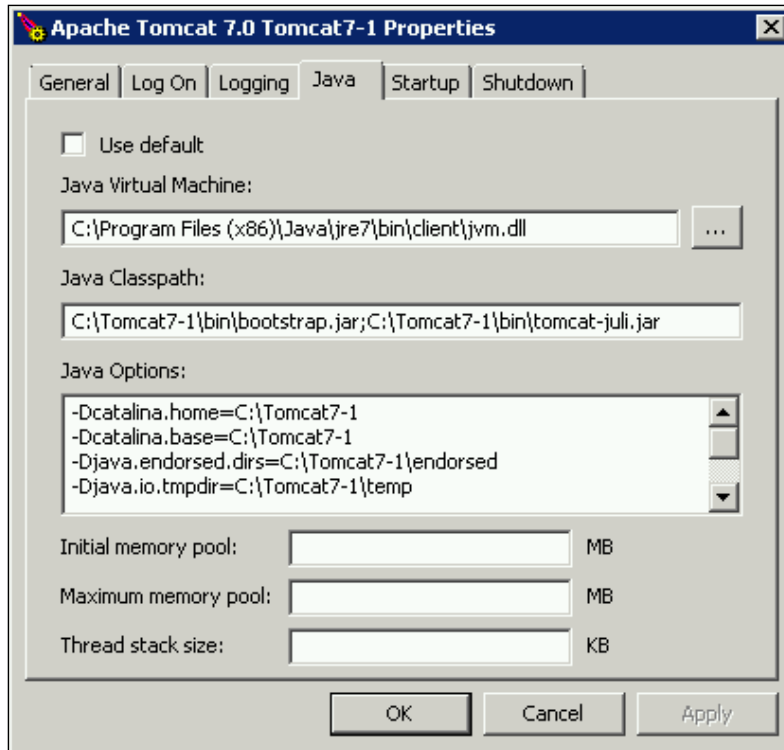 Apache Tomcat 7.0 Tomcat7-1 Properties
General
Log On
Logging
Java
Startup
Shutdown
Use default
Java Virtual Machine:
C:\Program Files (x86)\Java\jre7\bin\client\jvm.dll
...
Java Classpath:
C:\Tomcat7-1\bin\bootstrap.jar;C:\Tomcat7-1\bin\tomcat-juli.jar
Java Options:
-Dcatalina.home=C:\Tomcat7-1
-Dcatalina.base=C:\Tomcat7-1
-Djava.endorsed.dirs=C:\Tomcat7-1\endorsed
-Djava.io.tmpdir=C:\Tomcat7-1\temp
Initial memory pool: MB
Maximum memory pool: MB
Thread stack size: KB
OK
Cancel
Apply